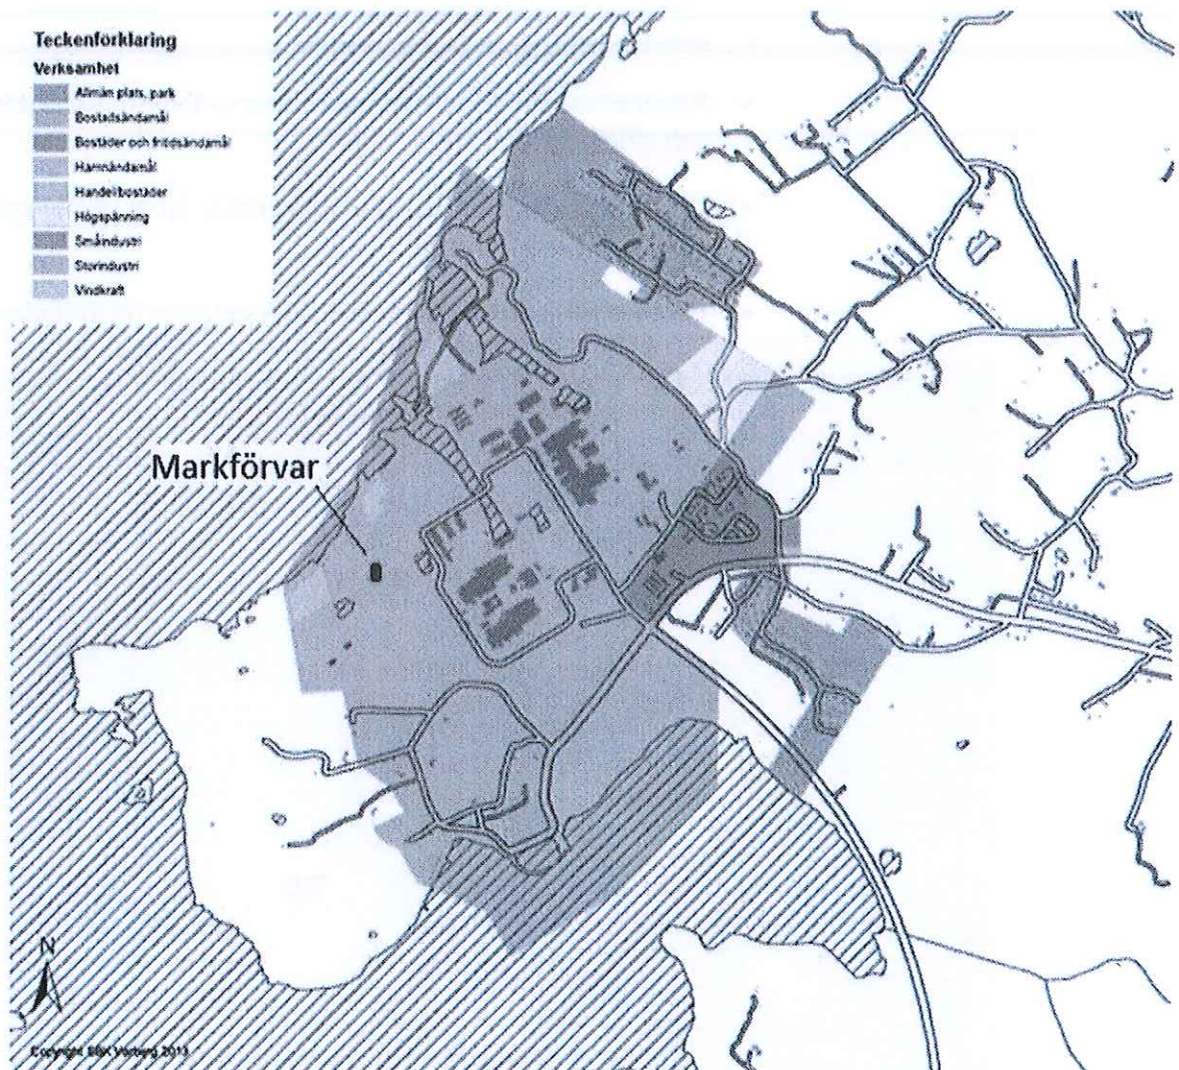 Teckenförklaring
Verksamhet
Allmän plats, park
Bostadsändamål
Bostäder och fritidsändamål
Hamnändamål
Handel bostäder
Högspänning
Småindustri
Storindustri
Vindkraft
Markförvar
N
Copyright SBK Varberg 2013